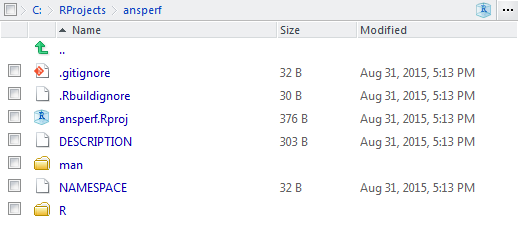 C: RProjects ansperf R ...
Name Size Modified
..
.gitignore 32 B Aug 31, 2015, 5:13 PM
.Rbuildignore 30 B Aug 31, 2015, 5:13 PM
ansperf.Rproj 376 B Aug 31, 2015, 5:13 PM
DESCRIPTION 303 B Aug 31, 2015, 5:13 PM
man
NAMESPACE 32 B Aug 31, 2015, 5:13 PM
R